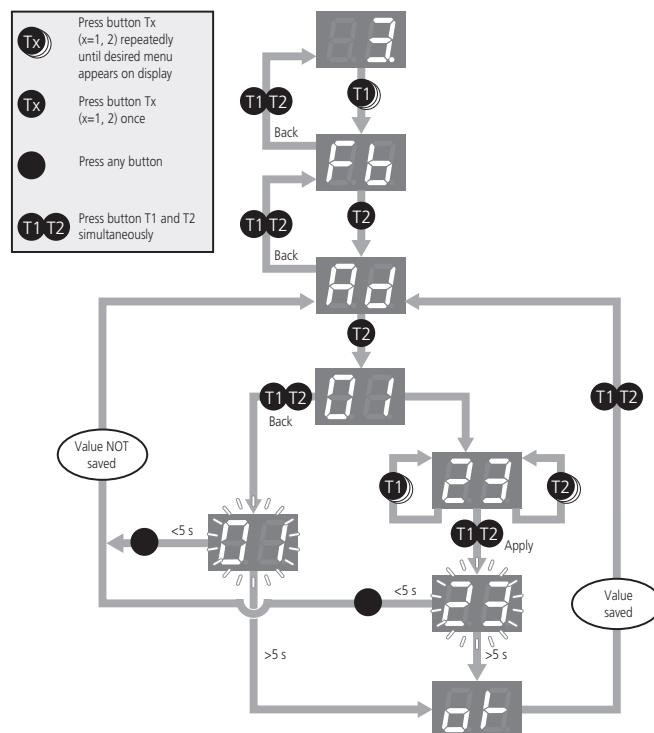 Tx
Press button Tx
(x=1, 2) repeatedly
until desired menu
appears on display
Tx
Press button Tx
(x=1, 2) once
Press any button
T1 T2
Press button T1 and T2
simultaneously
3.
T1 T2
T1
Back
Fb
T1 T2
T2
Back
Ad
T2
01
T1 T2
Back
T1 T2
Value NOT
saved
23
T1
T2
T1 T2
Apply
01
<5 s
23
<5 s
Value
saved
>5 s
>5 s
ok